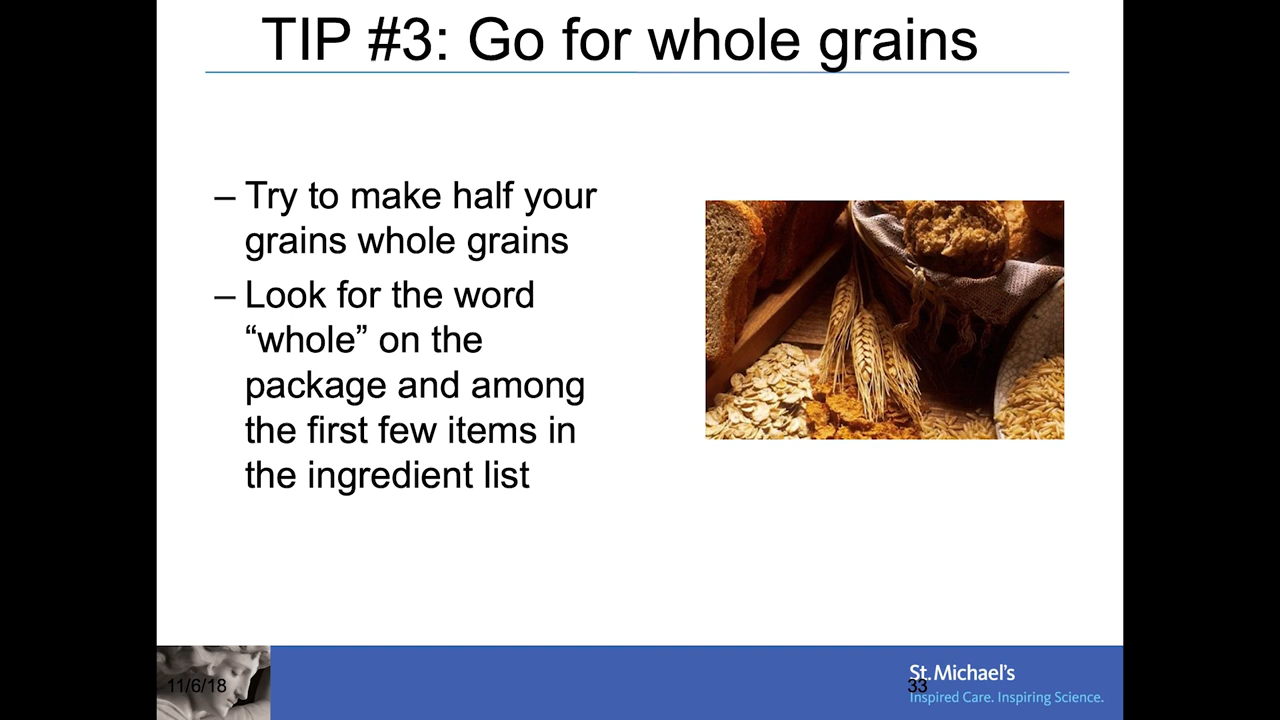 TIP #3: Go for whole grains
– Try to make half your
grains whole grains
– Look for the word
“whole” on the
package and among
the first few items in
the ingredient list
11/6/18
St. Michael's
33
Inspired Care. Inspiring Science.